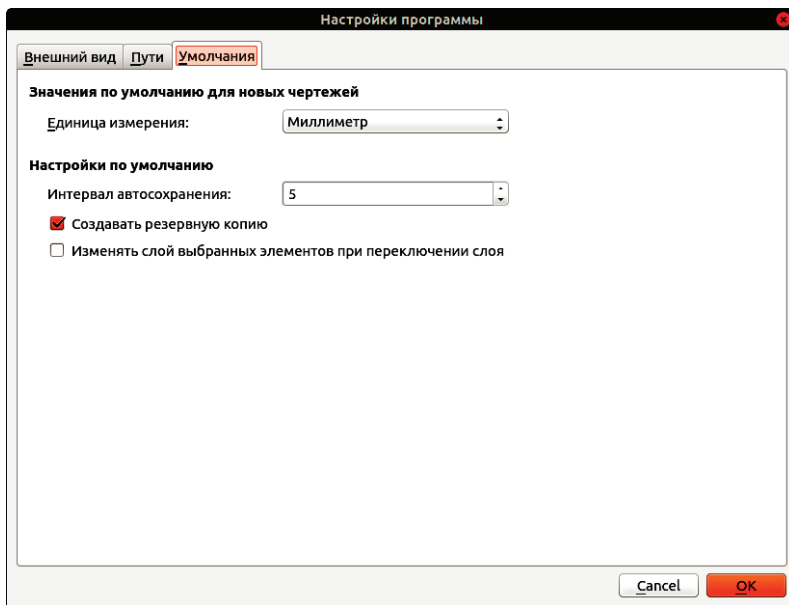 Настройки программы
Внешний вид Пути Умолчания
Значения по умолчанию для новых чертежей
Единица измерения: Миллиметр
Настройки по умолчанию
Интервал автосохранения: 5
Создавать резервную копию
Изменять слой выбранных элементов при переключении слоя
Cancel OK